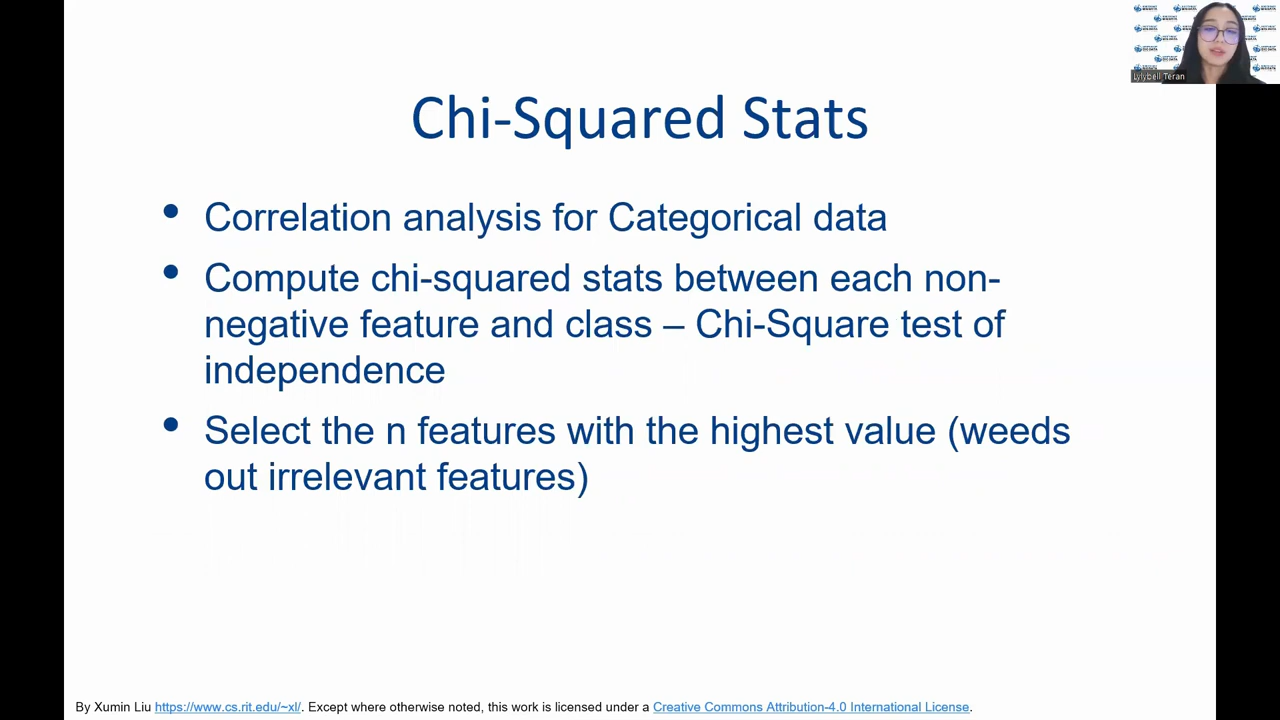 Lylybell Teran
Chi-Squared Stats
• Correlation analysis for Categorical data
• Compute chi-squared stats between each non-
negative feature and class – Chi-Square test of
independence
• Select the n features with the highest value (weeds
out irrelevant features)
By Xumin Liu https://www.cs.rit.edu/~xl/. Except where otherwise noted, this work is licensed under a Creative Commons Attribution-4.0 International License.